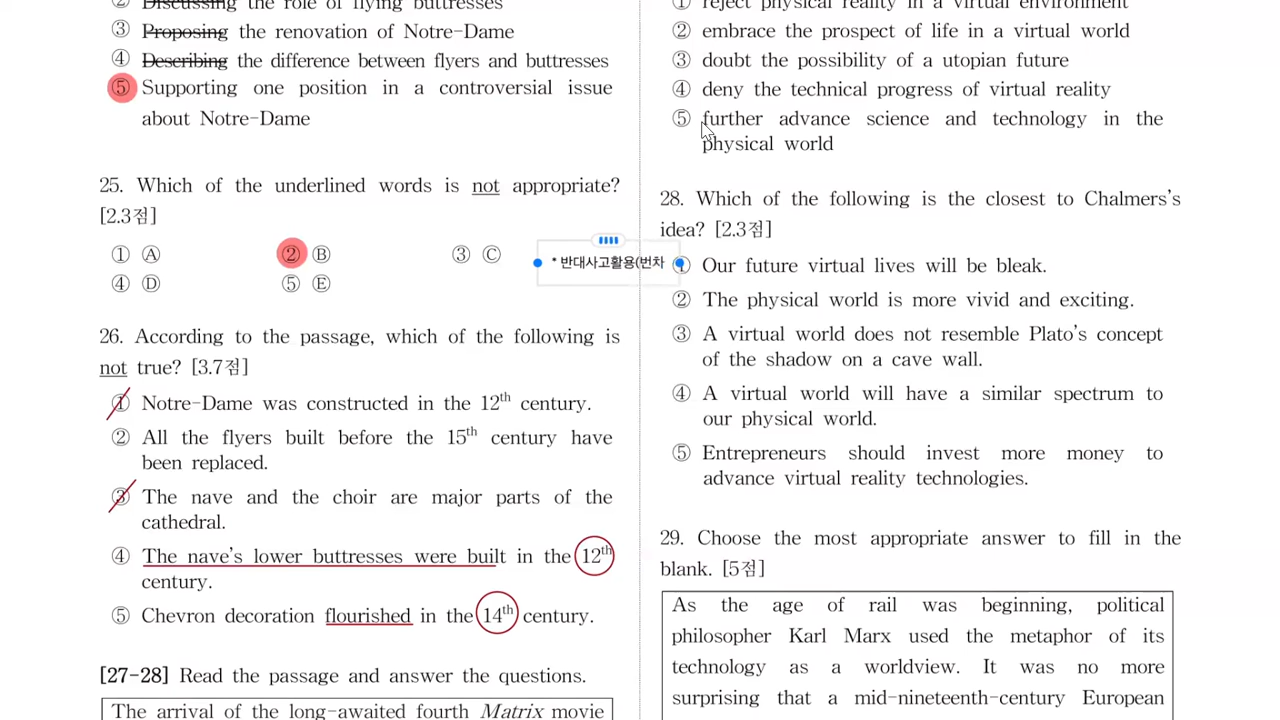 ② Discussing the role of flying buttresses
③ Proposing the renovation of Notre-Dame
④ Describing the difference between flyers and buttresses
⑤ Supporting one position in a controversial issue
about Notre-Dame
25. Which of the underlined words is not appropriate?
[2.3점]
① Ⓐ ② Ⓑ ③ Ⓒ
④ Ⓓ ⑤ Ⓔ
* 반대사고활용(번차
26. According to the passage, which of the following is
not true? [3.7점]
① Notre-Dame was constructed in the 12th century.
② All the flyers built before the 15th century have
been replaced.
③ The nave and the choir are major parts of the
cathedral.
④ The nave's lower buttresses were built in the 12th
century.
⑤ Chevron decoration flourished in the 14th century.
[27-28] Read the passage and answer the questions.
The arrival of the long-awaited fourth Matrix movie
① reject physical reality in a virtual environment
② embrace the prospect of life in a virtual world
③ doubt the possibility of a utopian future
④ deny the technical progress of virtual reality
⑤ further advance science and technology in the
physical world
28. Which of the following is the closest to Chalmers's
idea? [2.3점]
① Our future virtual lives will be bleak.
② The physical world is more vivid and exciting.
③ A virtual world does not resemble Plato's concept
of the shadow on a cave wall.
④ A virtual world will have a similar spectrum to
our physical world.
⑤ Entrepreneurs should invest more money to
advance virtual reality technologies.
29. Choose the most appropriate answer to fill in the
blank. [5점]
As the age of rail was beginning, political
philosopher Karl Marx used the metaphor of its
technology as a worldview. It was no more
surprising that a mid-nineteenth-century European